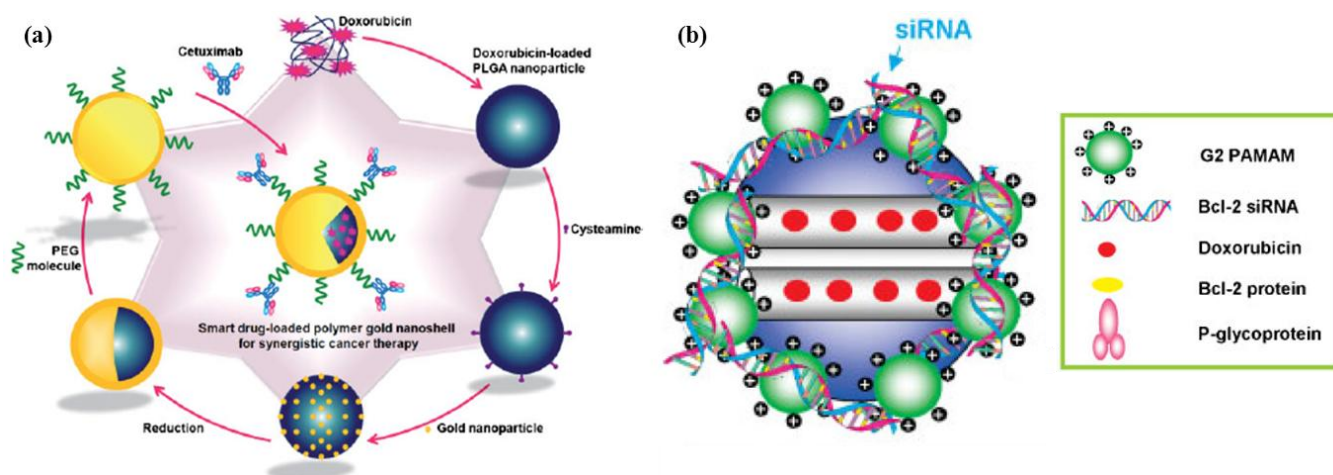 (a)
Doxorubicin
Cetuximab
Doxorubicin-loaded
PLGA nanoparticle
Cysteamine
PEG
molecule
Smart drug-loaded polymer gold nanoshell
for synergistic cancer therapy
Reduction
Gold nanoparticle
(b)
siRNA
G2 PAMAM
Bcl-2 siRNA
Doxorubicin
Bcl-2 protein
P-glycoprotein